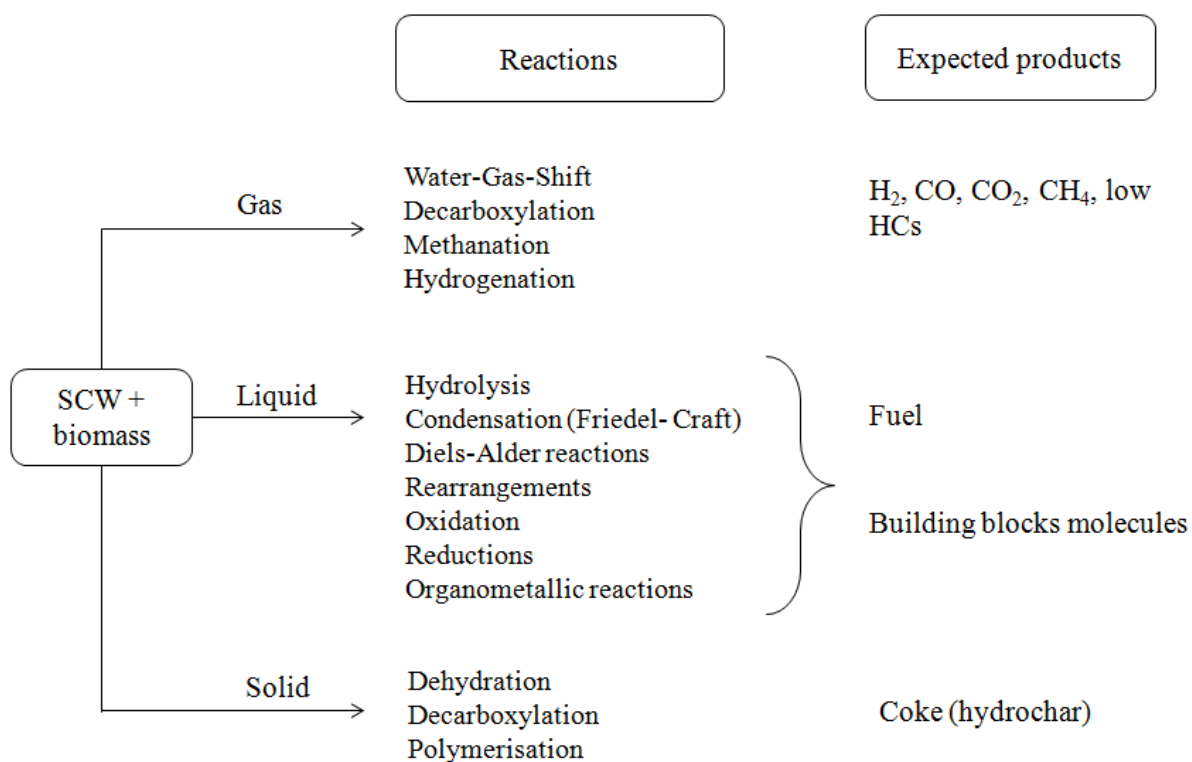 Reactions
Expected products
Gas
Water-Gas-Shift
Decarboxylation
Methanation
Hydrogenation
H₂, CO, CO₂, CH₄, low
HCs
SCW +
biomass
Liquid
Hydrolysis
Condensation (Friedel- Craft)
Diels-Alder reactions
Rearrangements
Oxidation
Reductions
Organometallic reactions
Fuel
Building blocks molecules
Solid
Dehydration
Decarboxylation
Polymerisation
Coke (hydrochar)